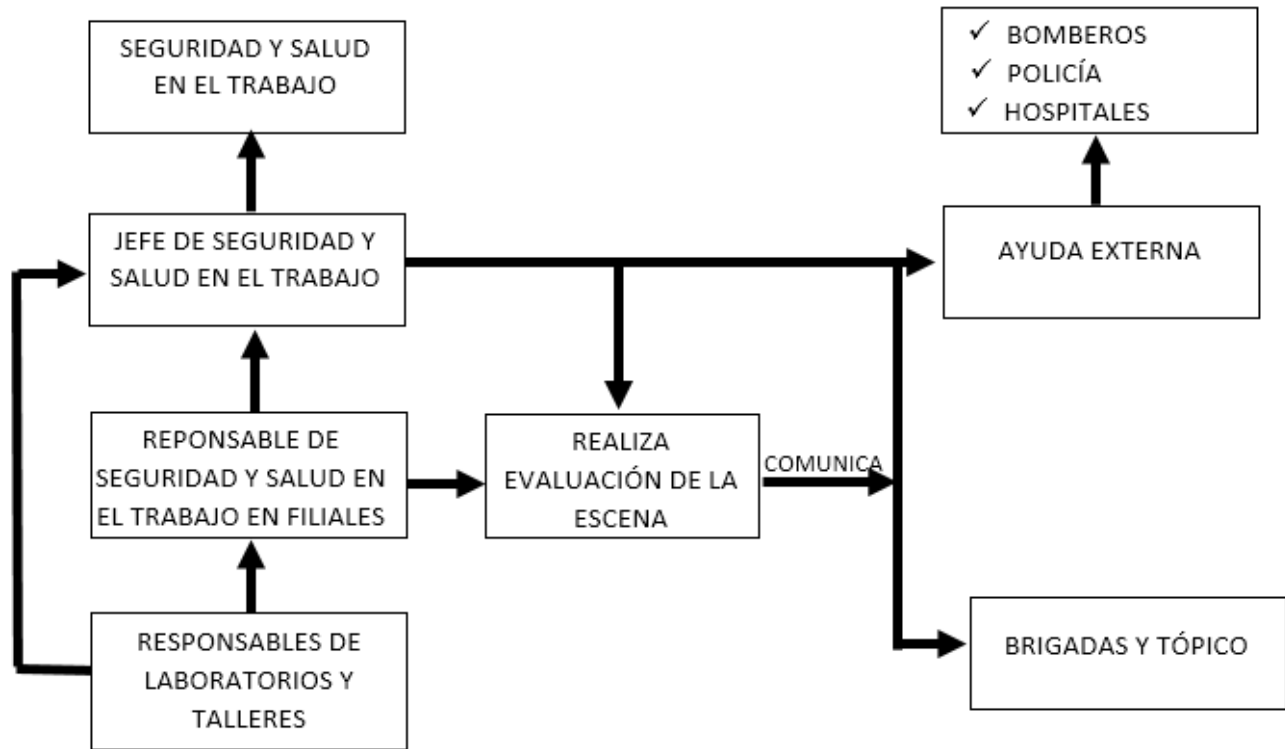 SEGURIDAD Y SALUD
EN EL TRABAJO
✓ BOMBEROS
✓ POLICÍA
✓ HOSPITALES
JEFE DE SEGURIDAD Y
SALUD EN EL TRABAJO
AYUDA EXTERNA
REPONSABLE DE
SEGURIDAD Y SALUD EN
EL TRABAJO EN FILIALES
REALIZA
EVALUACIÓN DE LA
ESCENA
COMUNICA
RESPONSABLES DE
LABORATORIOS Y
TALLERES
BRIGADAS Y TÓPICO